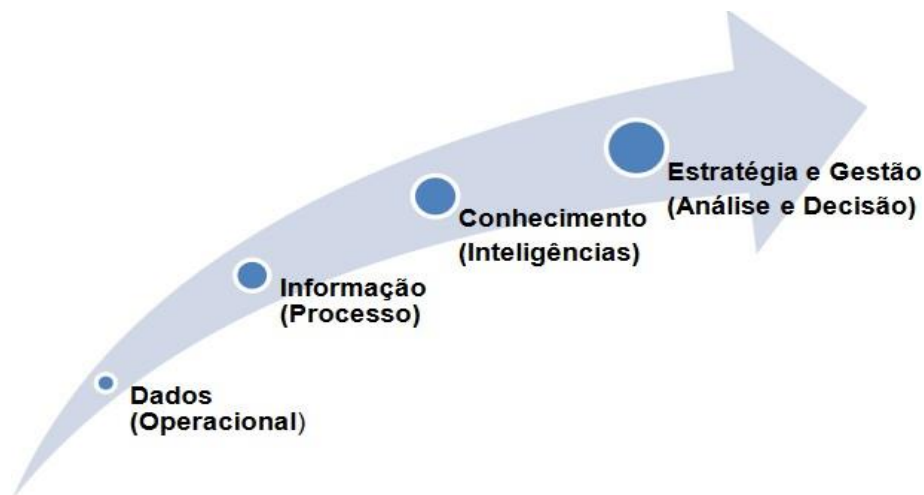 Estratégia e Gestão
(Análise e Decisão)
Conhecimento
(Inteligências)
Informação
(Processo)
Dados
(Operacional)